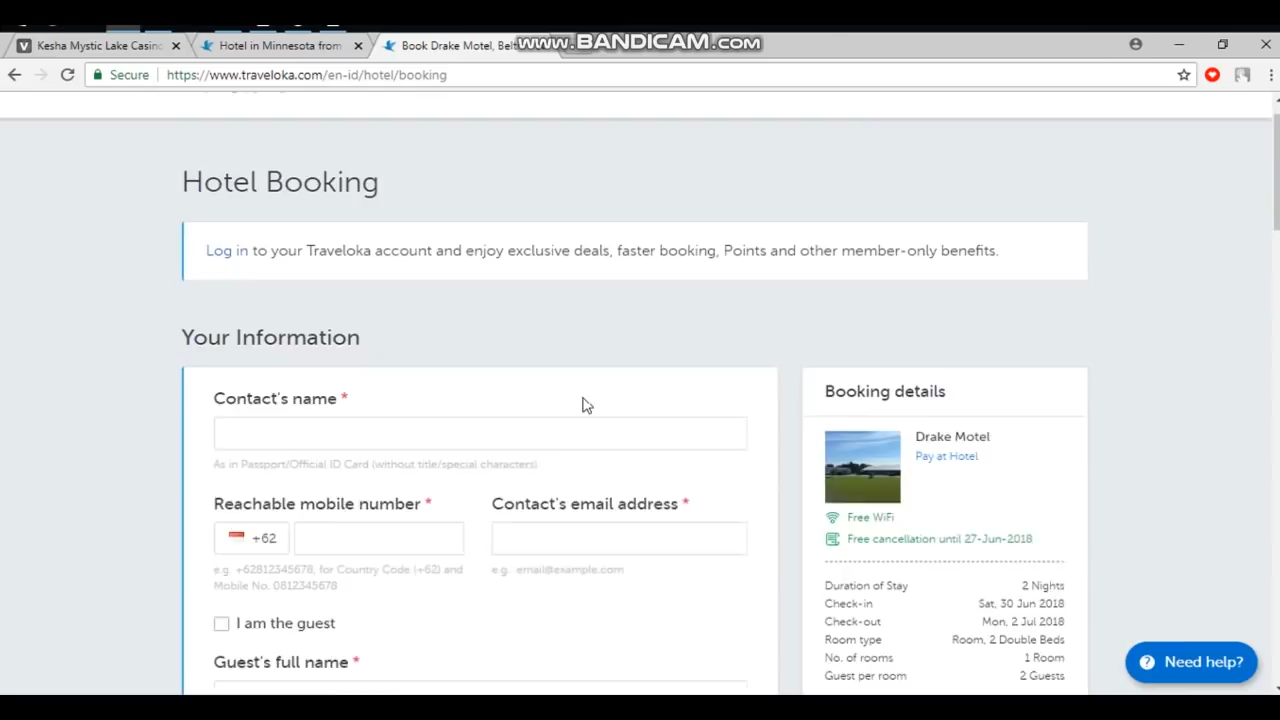 www.BANDICAM.com
Kesha Mystic Lake Casino
Hotel in Minnesota from
Book Drake Motel, Belt
Secure
https://www.traveloka.com/en-id/hotel/booking
Hotel Booking
Log in to your Traveloka account and enjoy exclusive deals, faster booking, Points and other member-only benefits.
Your Information
Contact's name *
As in Passport/Official ID Card (without title/special characters)
Reachable mobile number *
Contact's email address *
+62
e.g. +62812345678, for Country Code (+62) and
Mobile No. 0812345678
e.g. email@example.com
I am the guest
Guest's full name *
Booking details
Drake Motel
Pay at Hotel
Free WiFi
Free cancellation until 27-Jun-2018
Duration of Stay 2 Nights
Check-in Sat, 30 Jun 2018
Check-out Mon, 2 Jul 2018
Room type Room, 2 Double Beds
No. of rooms 1 Room
Guest per room 2 Guests
Need help?